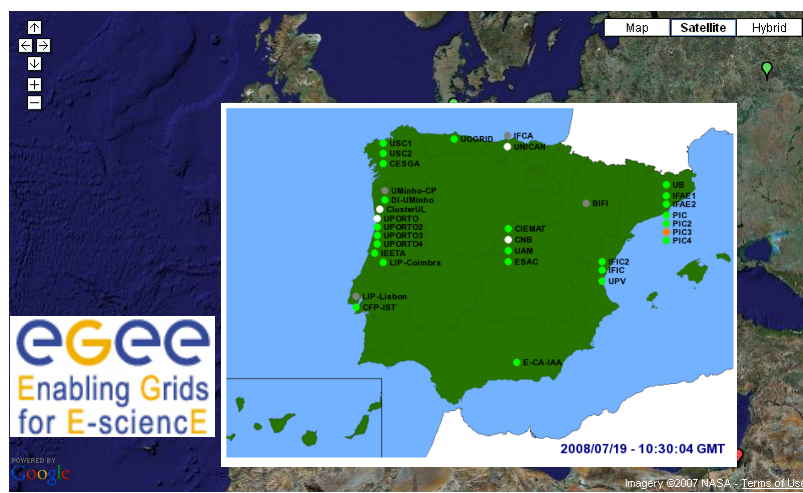 Map
Satellite
Hybrid
USC1
USC2
CESGA
UOGRID
IFCA
UNICAN
UMinho-CP
DI-UMinho
ClusterUL
UPORTO
UPORTO2
UPORTO3
UPORTO4
IEETA
LIP-Coimbra
LIP-Lisbon
CFP-IST
BIFI
CIEMAT
CNB
UAM
ESAC
UB
IFAE1
IFAE2
PIC
PIC2
PIC3
PIC4
IFIC2
IFIC
UPV
E-CA-IAA
2008/07/19 - 10:30:04 GMT
egee
Enabling Grids
for E-sciencE
POWERED BY
Google
Imagery ©2007 NASA - Terms of Use